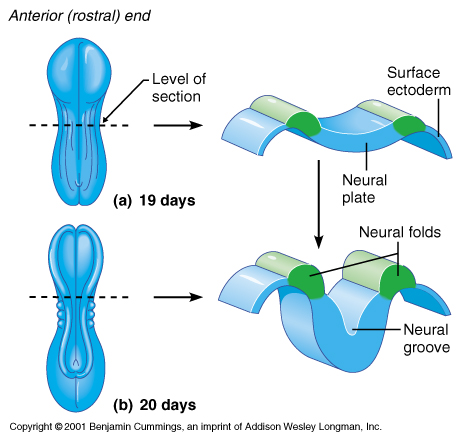 Anterior (rostral) end
Level of
section
Surface
ectoderm
Neural
plate
(a) 19 days
Neural folds
Neural
groove
(b) 20 days
Copyright © 2001 Benjamin Cummings, an imprint of Addison Wesley Longman, Inc.